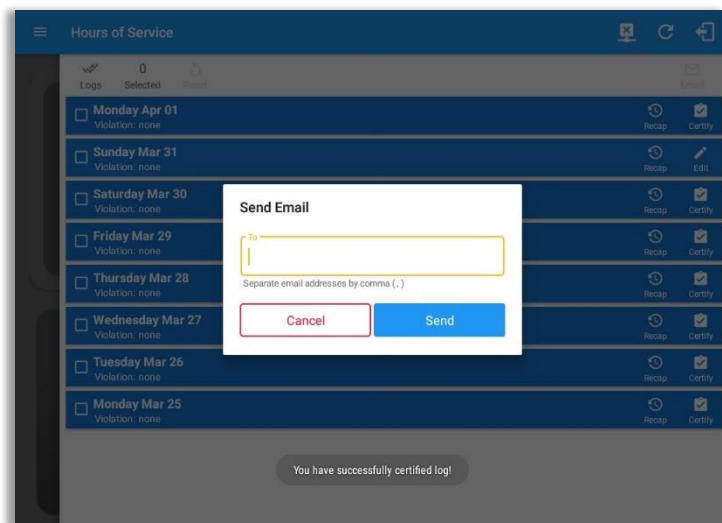 Hours of Service
0
Logs Selected Reset Email
Monday Apr 01
Violation: none
Recap Certify
Sunday Mar 31
Violation: none
Recap Edit
Saturday Mar 30
Violation: none
Recap Certify
Friday Mar 29
Violation: none
Recap Certify
Thursday Mar 28
Violation: none
Recap Certify
Wednesday Mar 27
Violation: none
Recap Certify
Tuesday Mar 26
Violation: none
Recap Certify
Monday Mar 25
Violation: none
Recap Certify
Send Email
To
Separate email addresses by comma ( , )
Cancel Send
You have successfully certified log!